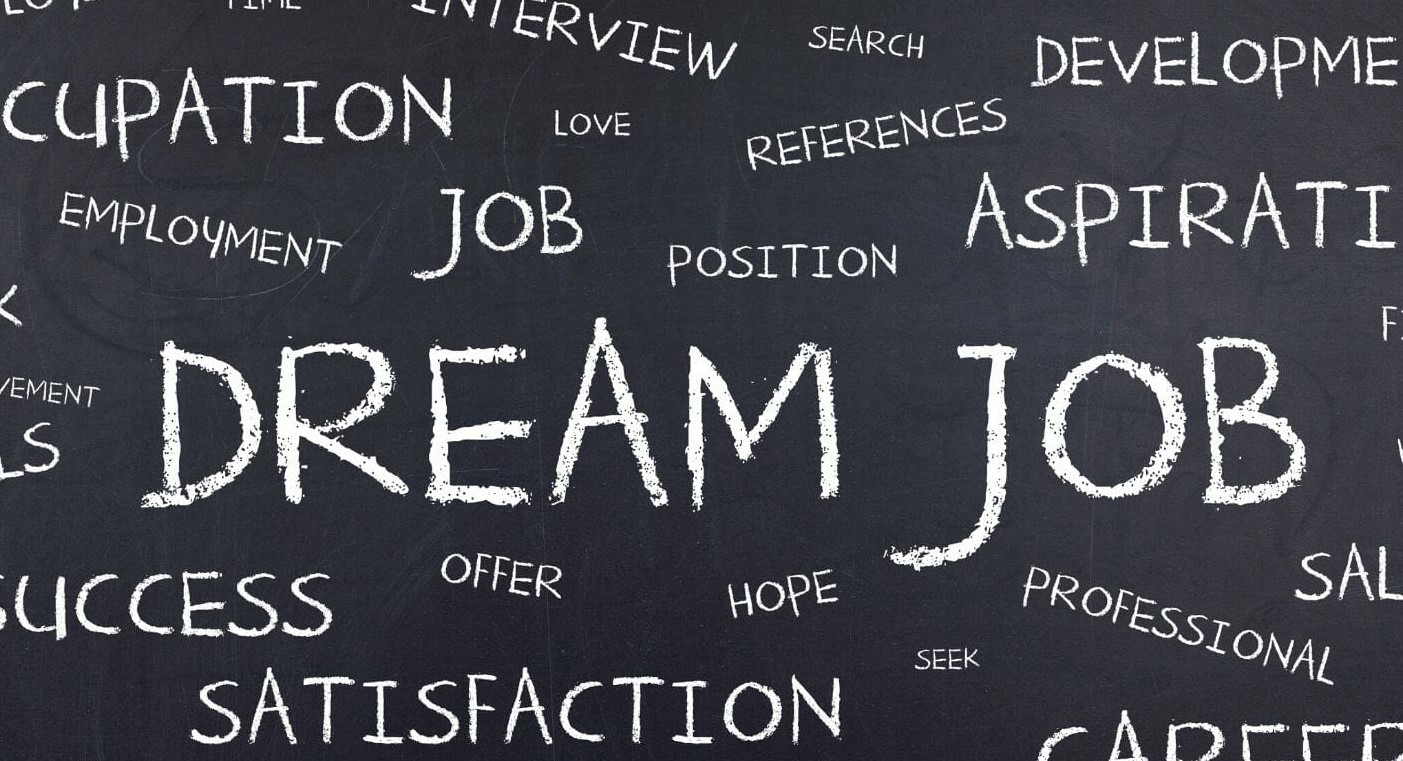 TIME
INTERVIEW
SEARCH
DEVELOPME
CUPATION
LOVE
REFERENCES
EMPLOYMENT
JOB
POSITION
ASPIRATI
K
VEMENT
LS
DREAM JOB
SUCCESS
OFFER
HOPE
PROFESSIONAL
SAL
SEEK
SATISFACTION
CAREER